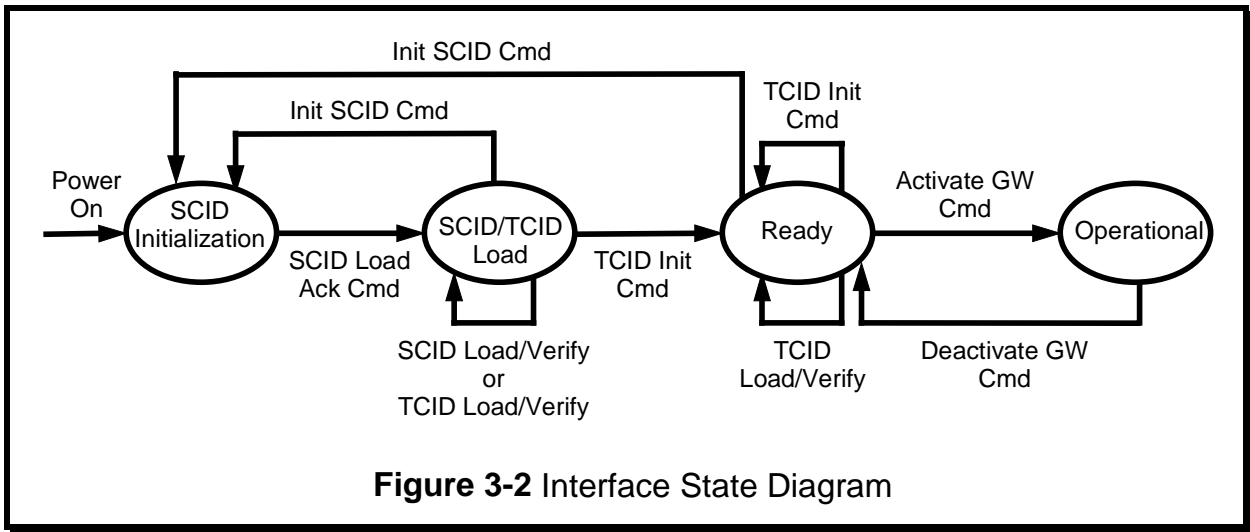 Init SCID Cmd
Init SCID Cmd
TCID Init
Cmd
Power
On
SCID
Initialization
SCID Load
Ack Cmd
SCID/TCID
Load
TCID Init
Cmd
Ready
Activate GW
Cmd
Operational
SCID Load/Verify
or
TCID Load/Verify
TCID
Load/Verify
Deactivate GW
Cmd
Figure 3-2 Interface State Diagram